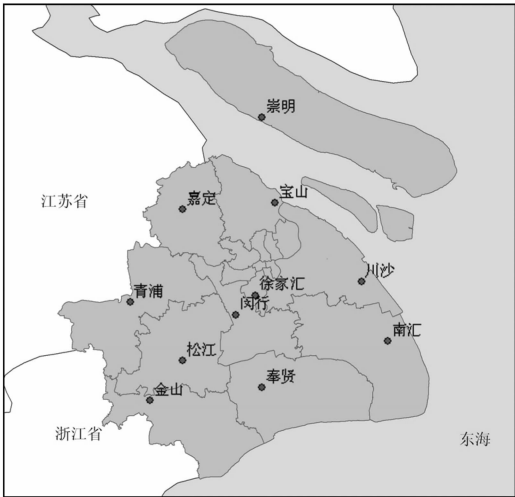 崇明
嘉定
宝山
江苏省
川沙
徐家汇
青浦
闵行
南汇
松江
奉贤
金山
浙江省
东海